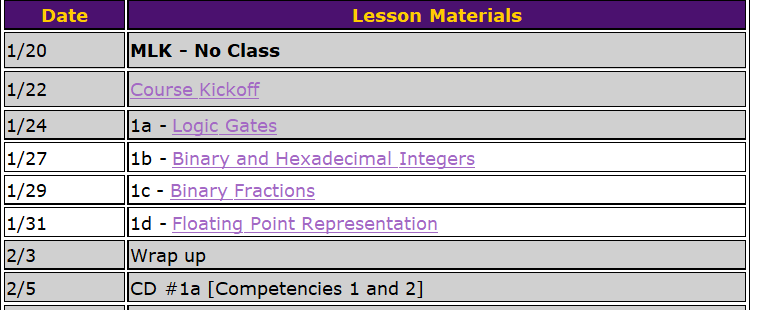 Date Lesson Materials
1/20 MLK - No Class
1/22 Course Kickoff
1/24 1a - Logic Gates
1/27 1b - Binary and Hexadecimal Integers
1/29 1c - Binary Fractions
1/31 1d - Floating Point Representation
2/3 Wrap up
2/5 CD #1a [Competencies 1 and 2]